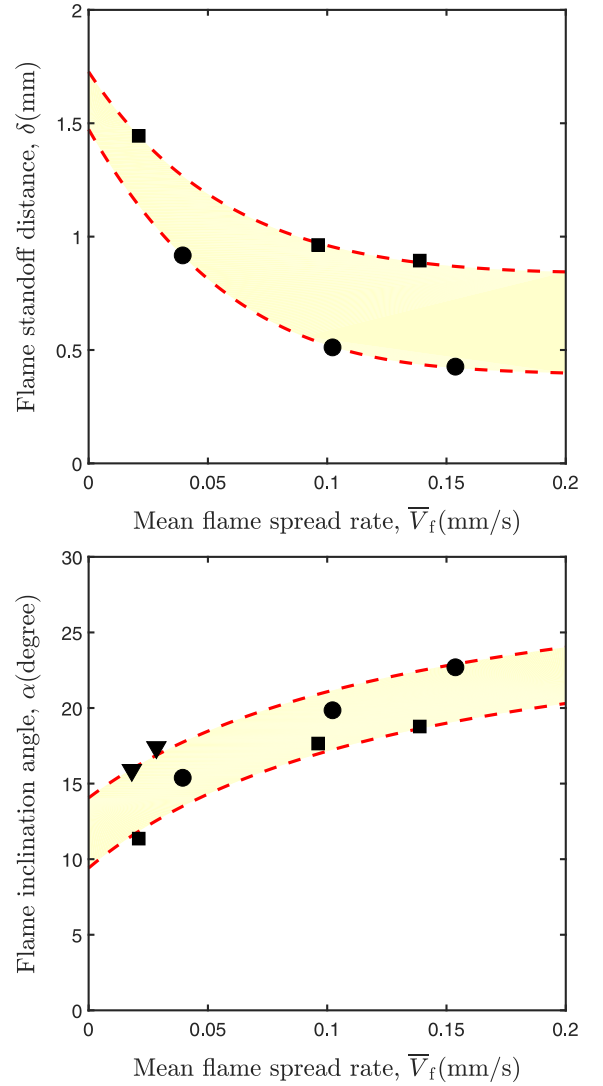 2
1.5
1
0.5
0
0 0.05 0.1 0.15 0.2
Flame standoff distance, δ(mm)
Mean flame spread rate, V̅f(mm/s)
30
25
20
15
10
5
0
0 0.05 0.1 0.15 0.2
Flame inclination angle, α(degree)
Mean flame spread rate, V̅f(mm/s)